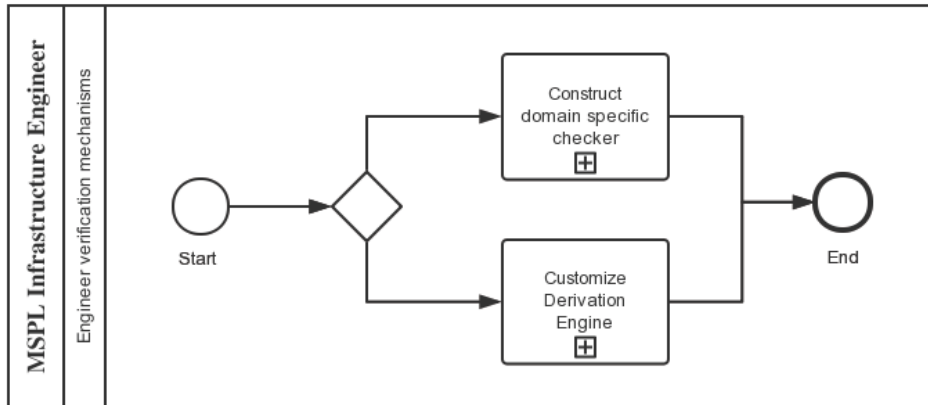 MSPL Infrastructure Engineer
Engineer verification mechanisms
Start
Construct
domain specific
checker
Customize
Derivation
Engine
End